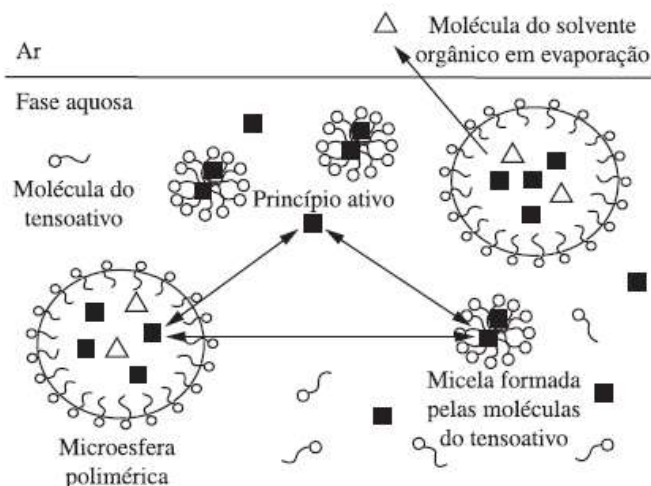 Ar
Molécula do solvente
orgânico em evaporação
Fase aquosa
Molécula do
tensoativo
Princípio ativo
Micela formada
pelas moléculas
do tensoativo
Microesfera
polimérica